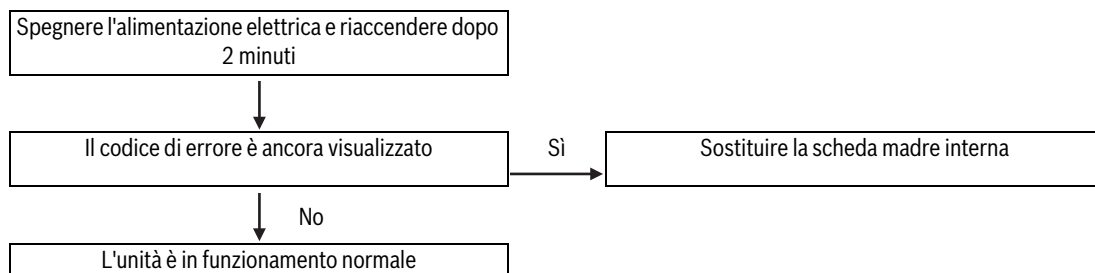 Spegnere l'alimentazione elettrica e riaccendere dopo
2 minuti
Il codice di errore è ancora visualizzato
Sì
Sostituire la scheda madre interna
No
L'unità è in funzionamento normale